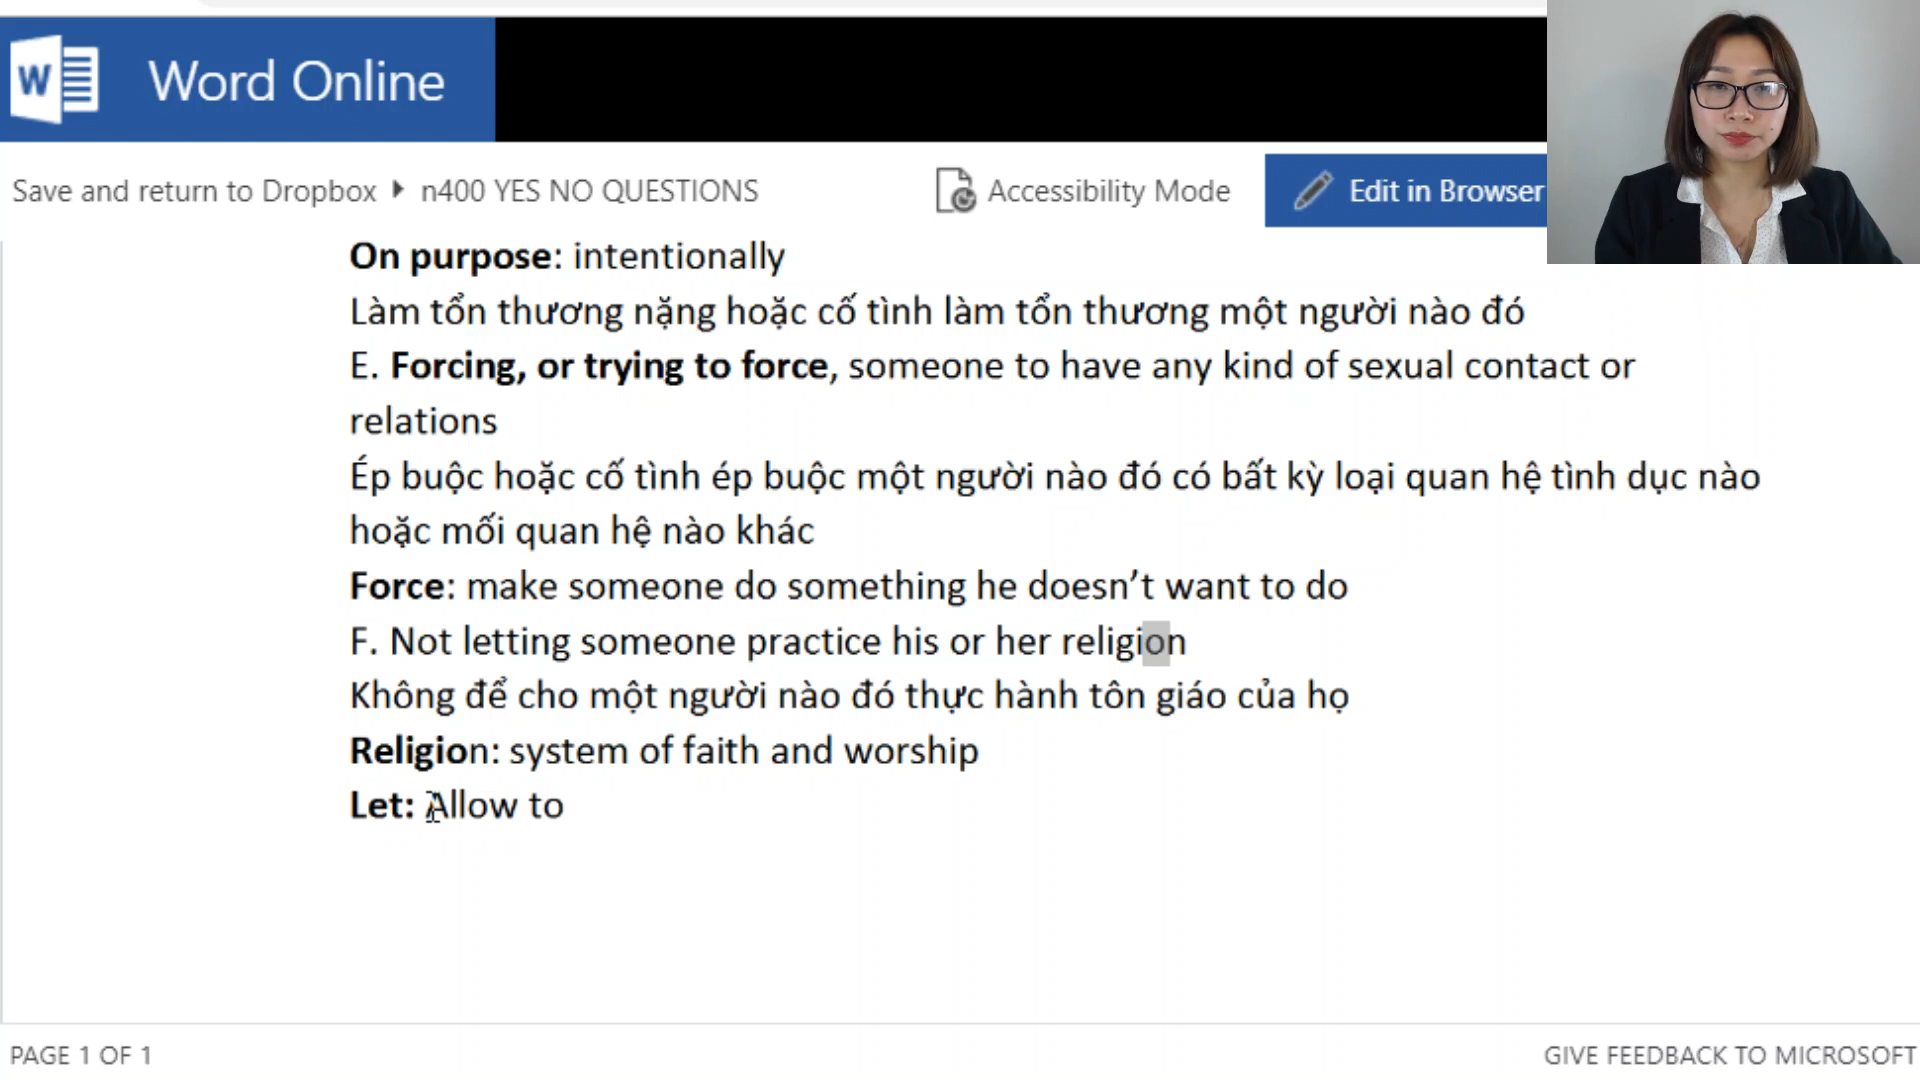 Word Online
Save and return to Dropbox ▸ n400 YES NO QUESTIONS
Accessibility Mode
Edit in Browser
On purpose: intentionally
Làm tổn thương nặng hoặc cố tình làm tổn thương một người nào đó
E. Forcing, or trying to force, someone to have any kind of sexual contact or
relations
Ép buộc hoặc cố tình ép buộc một người nào đó có bất kỳ loại quan hệ tình dục nào
hoặc mối quan hệ nào khác
Force: make someone do something he doesn’t want to do
F. Not letting someone practice his or her religion
Không để cho một người nào đó thực hành tôn giáo của họ
Religion: system of faith and worship
Let: Allow to
PAGE 1 OF 1
GIVE FEEDBACK TO MICROSOFT